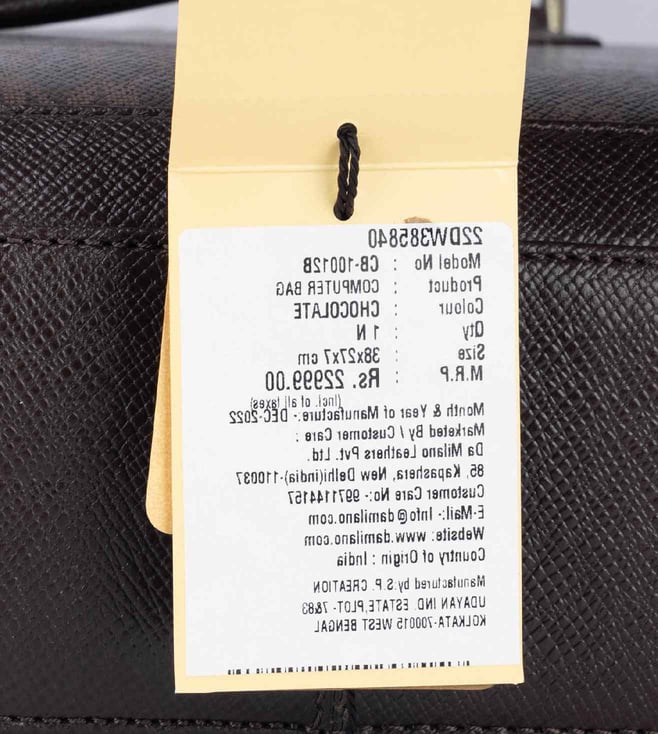 22DW385840
Model No : CB-10012B
Product : COMPUTER BAG
Colour : CHOCOLATE
Qty : 1 N
Size : 38x27x7 cm
M.R.P. : Rs. 22999.00
(Incl. of all taxes)
Month & Year of Manufacture:- DEC-2022
Marketed By / Customer Care :
Da Milano Leathers Pvt. Ltd.
85, Kapashera, New Delhi(india)-110037
Customer Care No:- 9971144157
E-Mail:- Info@damilano.com
Website: www.damilano.com
Country of Origin : India
Manufactured by:S.P. CREATION
UDAYAN IND. ESTATE,PLOT- 7&83
KOLKATA-700015 WEST BENGAL